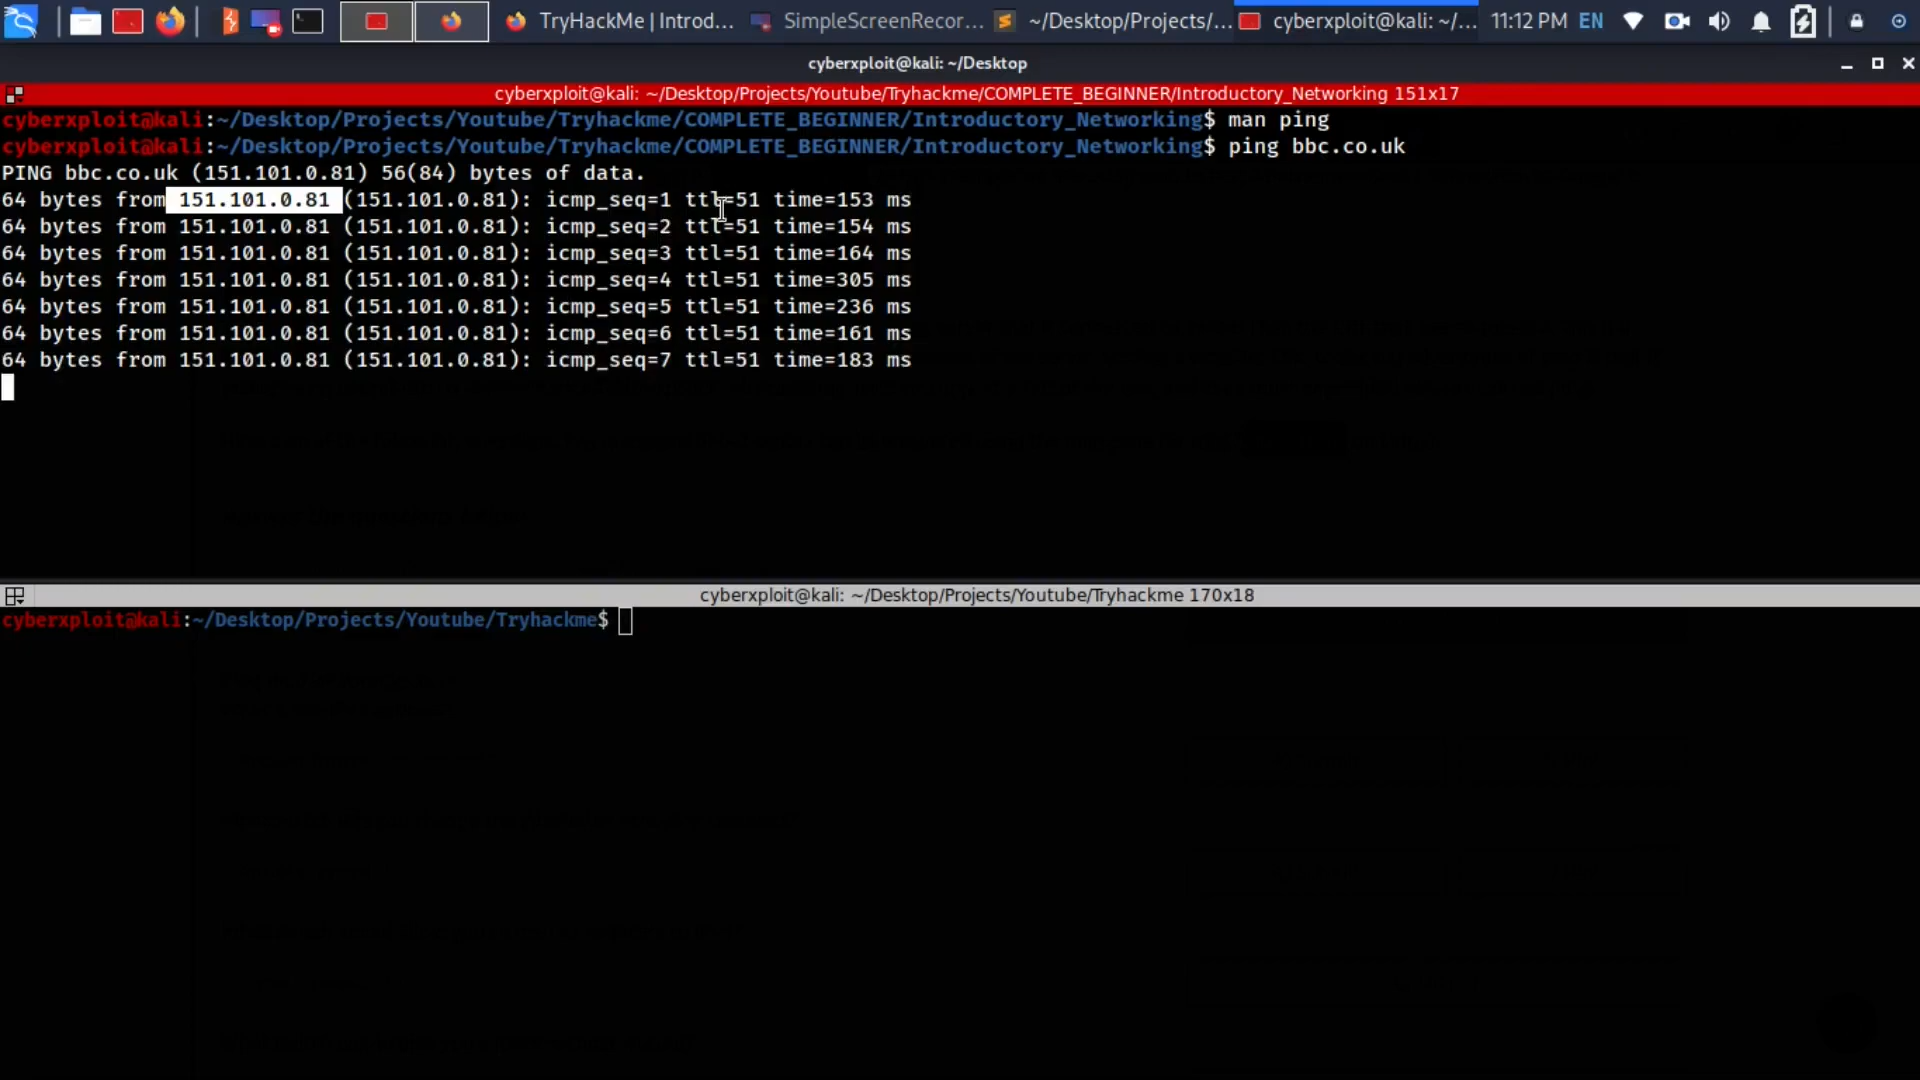 TryHackMe | Introd...
SimpleScreenRecor...
~/Desktop/Projects/...
cyberxploit@kali: ~/...
11:12 PM
EN
cyberxploit@kali: ~/Desktop
cyberxploit@kali: ~/Desktop/Projects/Youtube/Tryhackme/COMPLETE_BEGINNER/Introductory_Networking 151x17
cyberxploit@kali:~/Desktop/Projects/Youtube/Tryhackme/COMPLETE_BEGINNER/Introductory_Networking$ man ping
cyberxploit@kali:~/Desktop/Projects/Youtube/Tryhackme/COMPLETE_BEGINNER/Introductory_Networking$ ping bbc.co.uk
PING bbc.co.uk (151.101.0.81) 56(84) bytes of data.
64 bytes from 151.101.0.81 (151.101.0.81): icmp_seq=1 ttl=51 time=153 ms
64 bytes from 151.101.0.81 (151.101.0.81): icmp_seq=2 ttl=51 time=154 ms
64 bytes from 151.101.0.81 (151.101.0.81): icmp_seq=3 ttl=51 time=164 ms
64 bytes from 151.101.0.81 (151.101.0.81): icmp_seq=4 ttl=51 time=305 ms
64 bytes from 151.101.0.81 (151.101.0.81): icmp_seq=5 ttl=51 time=236 ms
64 bytes from 151.101.0.81 (151.101.0.81): icmp_seq=6 ttl=51 time=161 ms
64 bytes from 151.101.0.81 (151.101.0.81): icmp_seq=7 ttl=51 time=183 ms
cyberxploit@kali: ~/Desktop/Projects/Youtube/Tryhackme 170x18
cyberxploit@kali:~/Desktop/Projects/Youtube/Tryhackme$